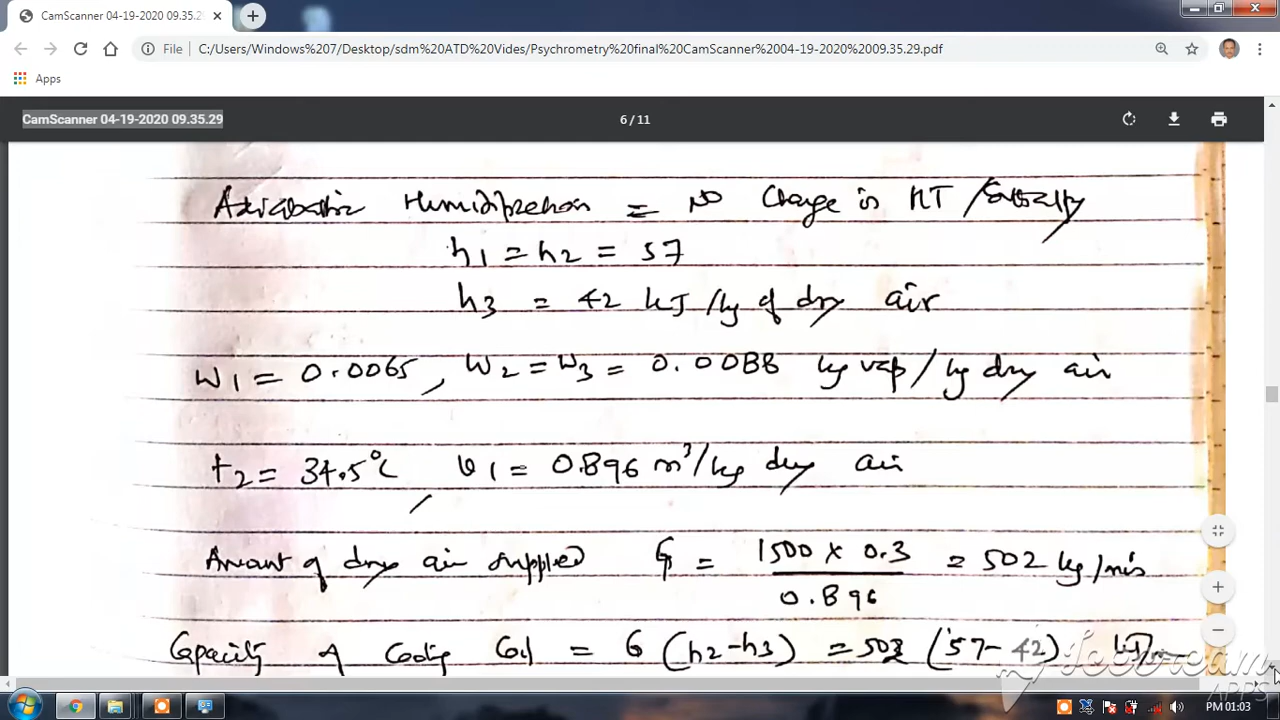 CamScanner 04-19-2020 09.35.29
File C:/Users/Windows%207/Desktop/sdm%20ATD%20Vides/Psychrometry%20final%20CamScanner%2004-19-2020%2009.35.29.pdf
Apps
CamScanner 04-19-2020 09.35.29 6 / 11
Adiabatic Humidification = No Change in KT /Enthalpy
h1 = h2 = 57
h3 = 42 kJ/kg of dry air
W1 = 0.0065, W2 = W3 = 0.0088 kg vap/kg dry air
t2 = 34.5°C, v1 = 0.896 m³/kg dry air
Amount of dry air supplied G = 1500 x 0.3 = 502 kg/min
0.896
Capacity of Cooling Coil = G (h2-h3) = 502 (57-42) kJ
Icecream
APPS
PM 01:03